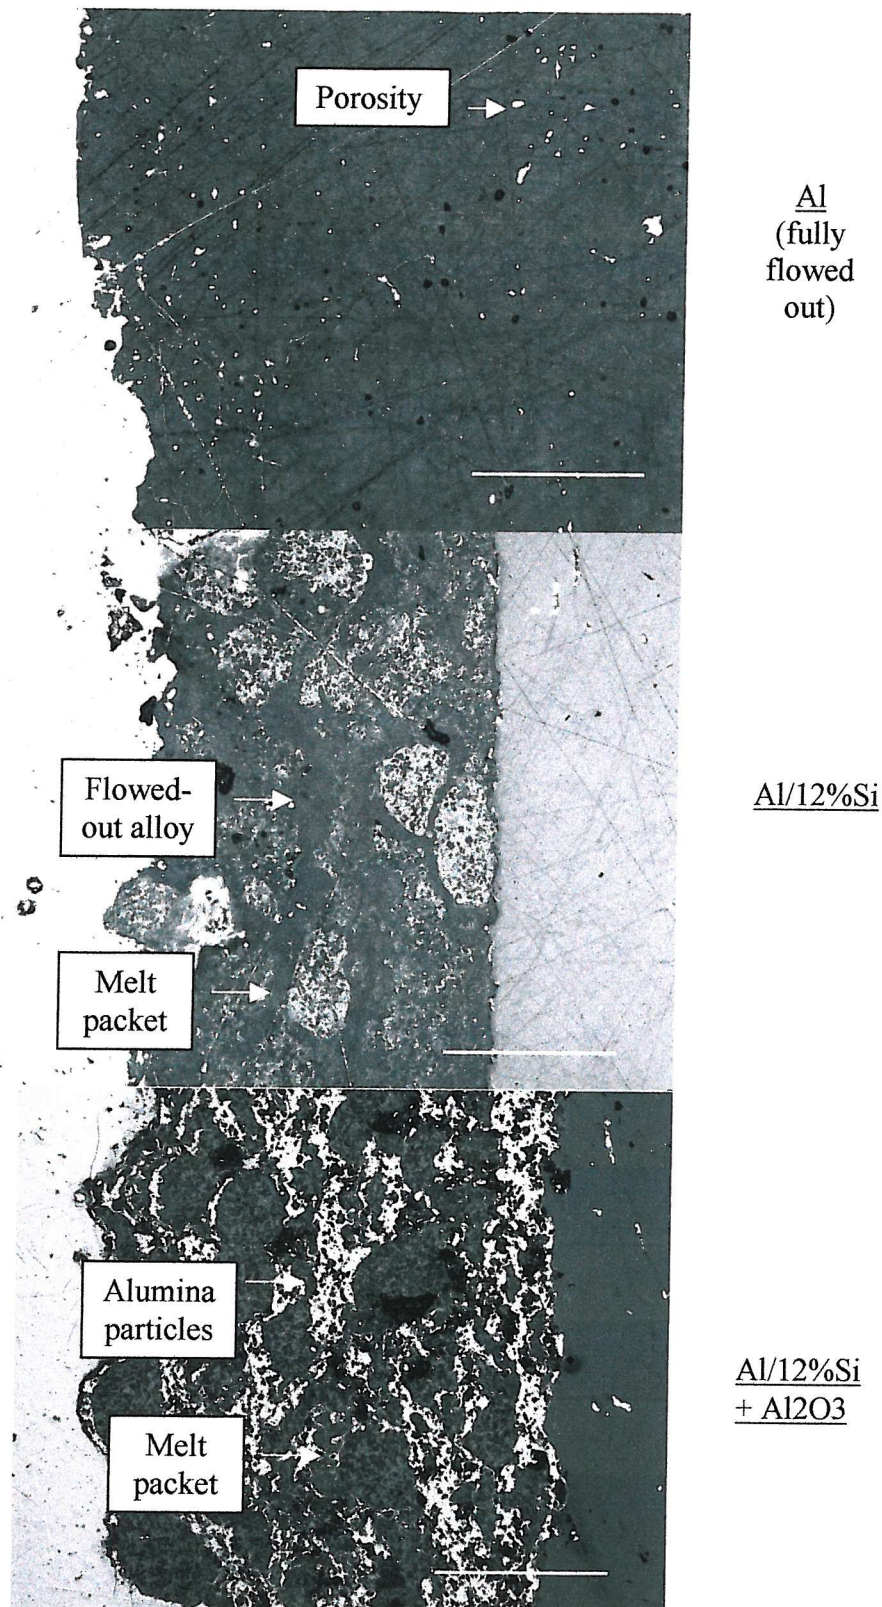 Porosity
Al
(fully
flowed
out)
Flowed-
out alloy
Al/12%Si
Melt
packet
Alumina
particles
Al/12%Si
+ Al2O3
Melt
packet